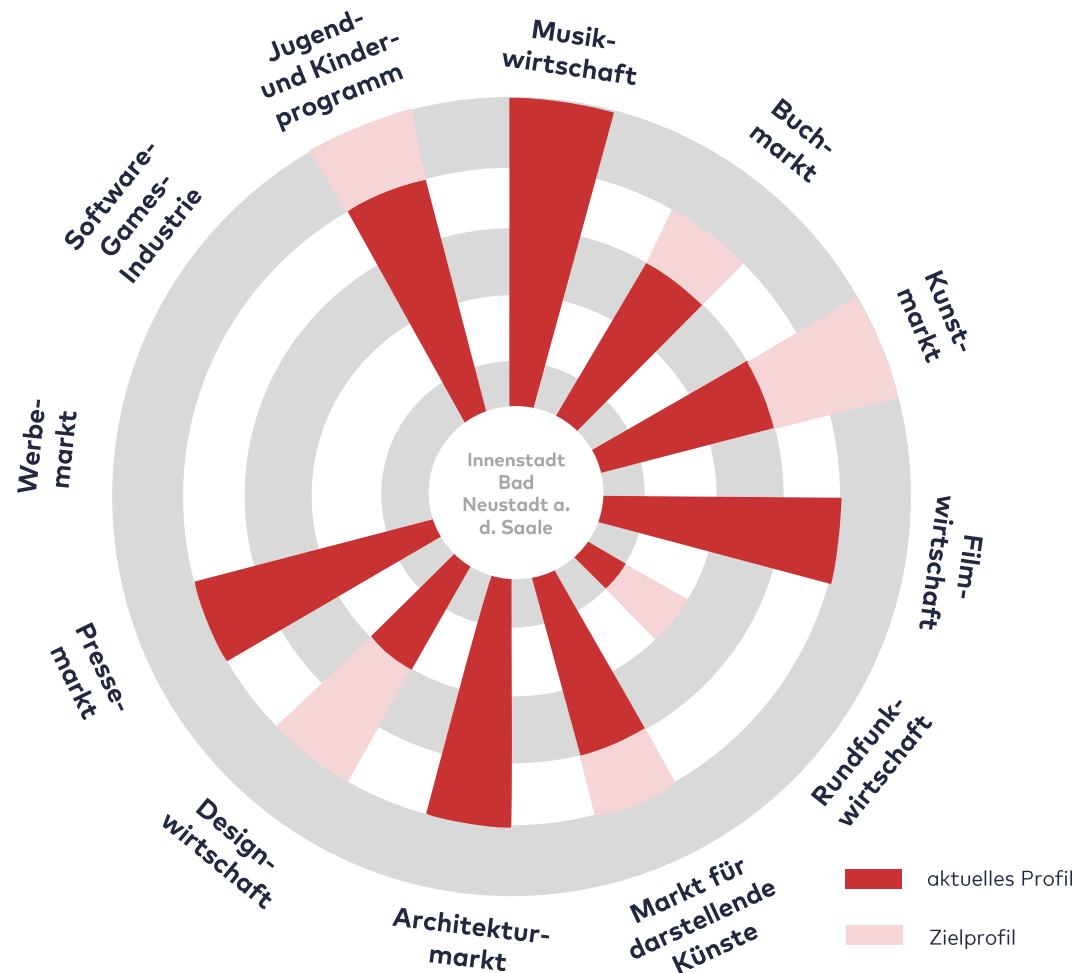 Musik-
wirtschaft
Buch-
markt
Kunst-
markt
Film-
wirtschaft
Rundfunk-
wirtschaft
Markt für
darstellende
Künste
Architektur-
markt
Design-
wirtschaft
Presse-
markt
Werbe-
markt
Software-
Games-
Industrie
Jugend-
und Kinder-
programm
Innenstadt
Bad
Neustadt a.
d. Saale
aktuelles Profil
Zielprofil